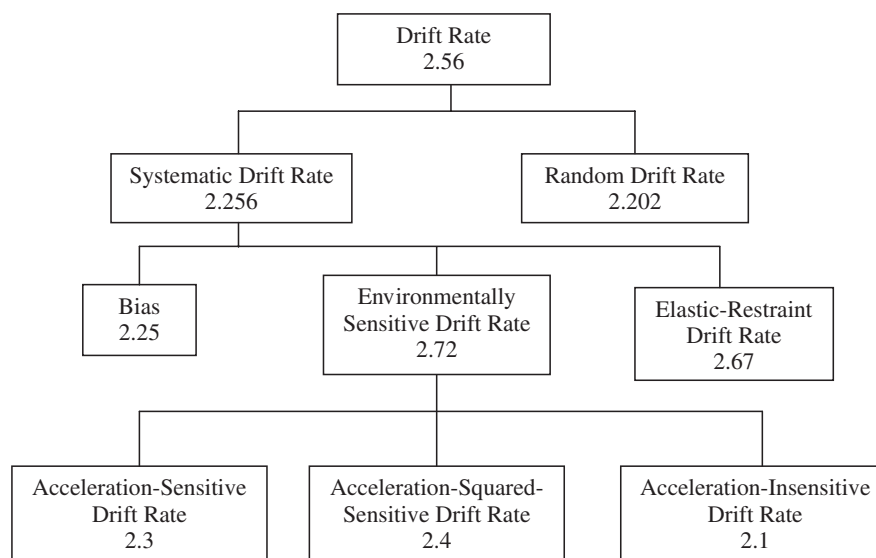 Drift Rate
2.56
Systematic Drift Rate
2.256
Random Drift Rate
2.202
Bias
2.25
Environmentally
Sensitive Drift Rate
2.72
Elastic-Restraint
Drift Rate
2.67
Acceleration-Sensitive
Drift Rate
2.3
Acceleration-Squared-
Sensitive Drift Rate
2.4
Acceleration-Insensitive
Drift Rate
2.1